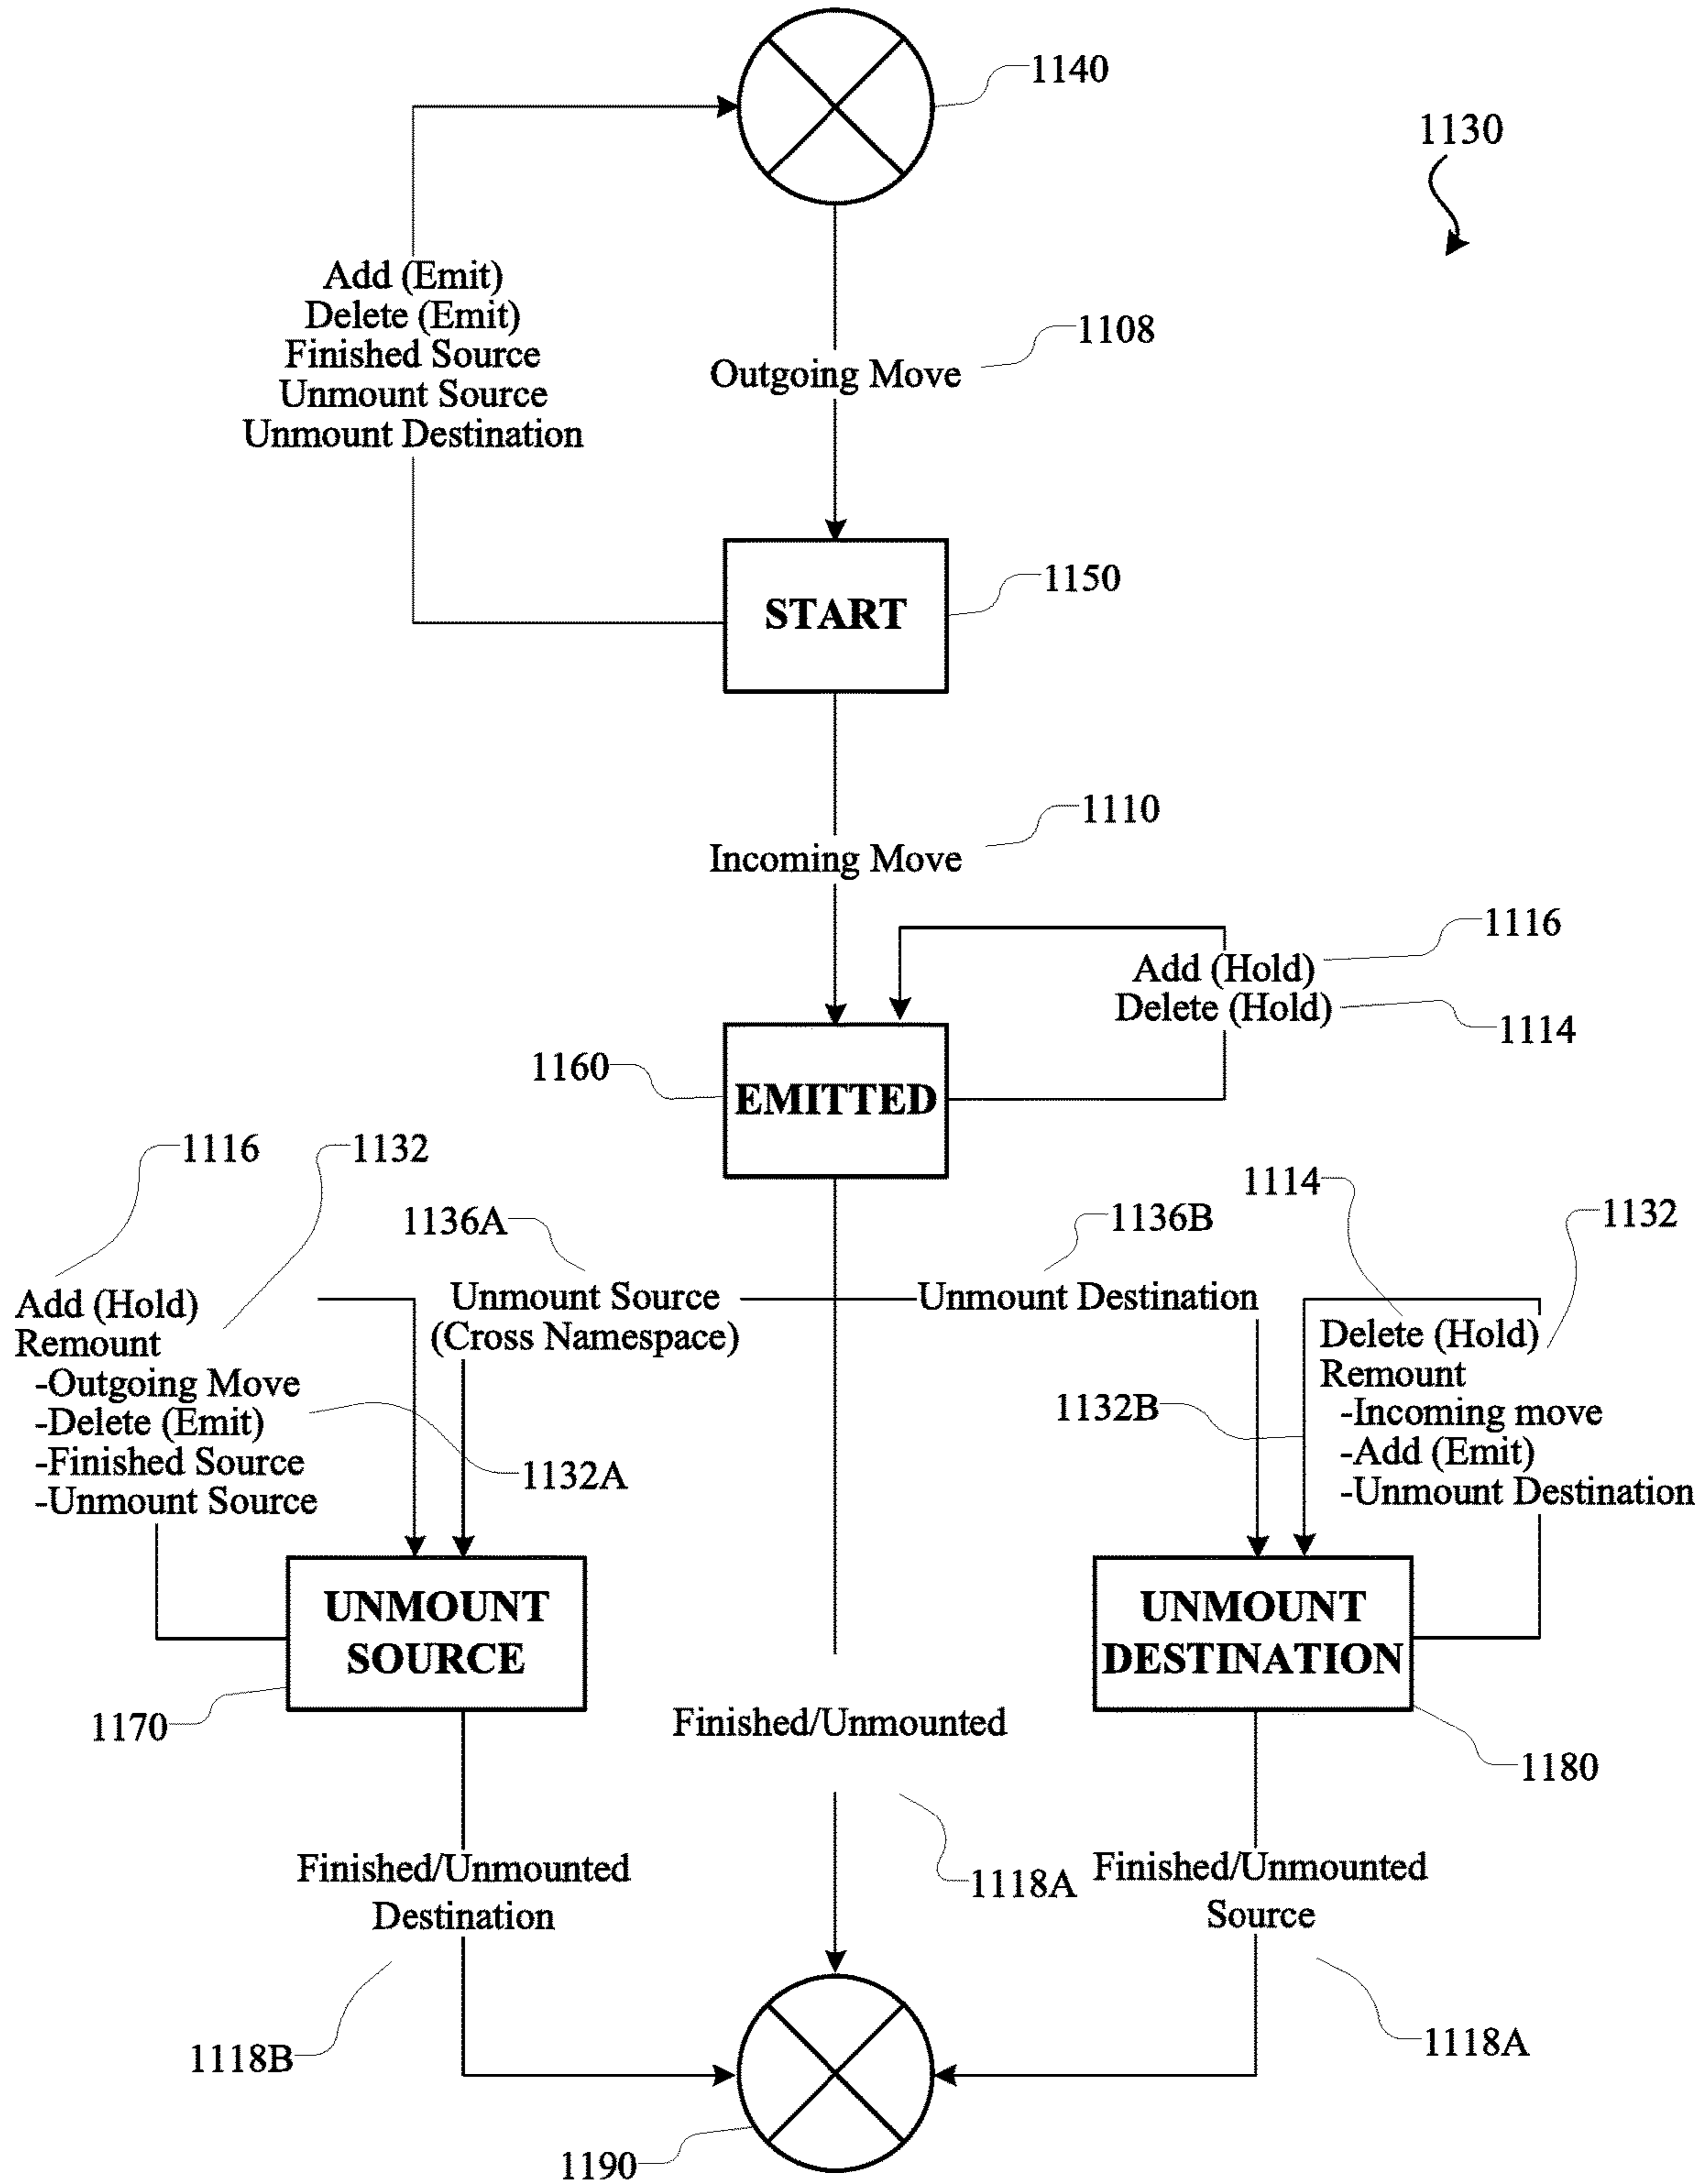 1140
1130
Add (Emit)
Delete (Emit)
Finished Source
Unmount Source
Unmount Destination
1108
Outgoing Move
1150
START
1110
Incoming Move
1116
Add (Hold)
Delete (Hold)
1114
1160
EMITTED
1116
1132
1136A
1136B
1114
1132
Add (Hold)
Remount
-Outgoing Move
-Delete (Emit)
-Finished Source
-Unmount Source
1132A
Unmount Source
(Cross Namespace)
Unmount Destination
1132B
Delete (Hold)
Remount
-Incoming move
-Add (Emit)
-Unmount Destination
UNMOUNT
SOURCE
1170
UNMOUNT
DESTINATION
1180
Finished/Unmounted
1118A
Finished/Unmounted
Destination
1118B
Finished/Unmounted
Source
1118A
1190